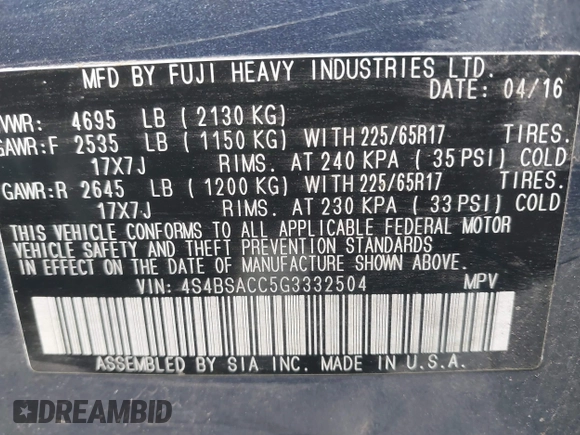 MFD BY FUJI HEAVY INDUSTRIES LTD.
DATE: 04/16
VWR: 4695 LB ( 2130 KG)
GAWR:F 2535 LB ( 1150 KG) WITH 225/65R17 TIRES.
17X7J RIMS. AT 240 KPA ( 35 PSI) COLD
GAWR:R 2645 LB ( 1200 KG) WITH 225/65R17 TIRES.
17X7J RIMS. AT 230 KPA ( 33 PSI) COLD
THIS VEHICLE CONFORMS TO ALL APPLICABLE FEDERAL MOTOR
VEHICLE SAFETY AND THEFT PREVENTION STANDARDS
IN EFFECT ON THE DATE OF MANUFACTURE SHOWN ABOVE.
VIN: 4S4BSACC5G3332504 MPV
ASSEMBLED BY SIA INC. MADE IN U.S.A.
DREAMBID